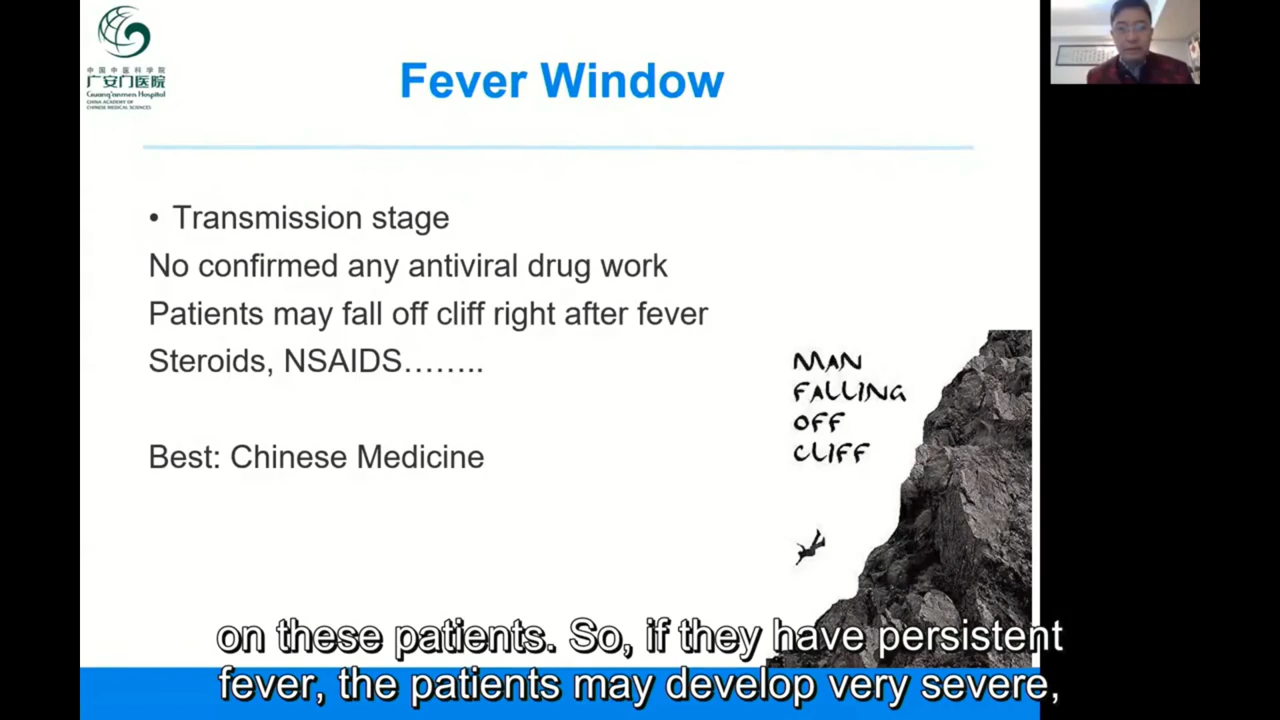 中国中医科学院
广安门医院
Guang'anmen Hospital
CHINA ACADEMY OF
CHINESE MEDICAL SCIENCES
Fever Window
• Transmission stage
No confirmed any antiviral drug work
Patients may fall off cliff right after fever
Steroids, NSAIDS……..
Best: Chinese Medicine
MAN
FALLING
OFF
CLIFF
on these patients. So, if they have persistent
fever, the patients may develop very severe,